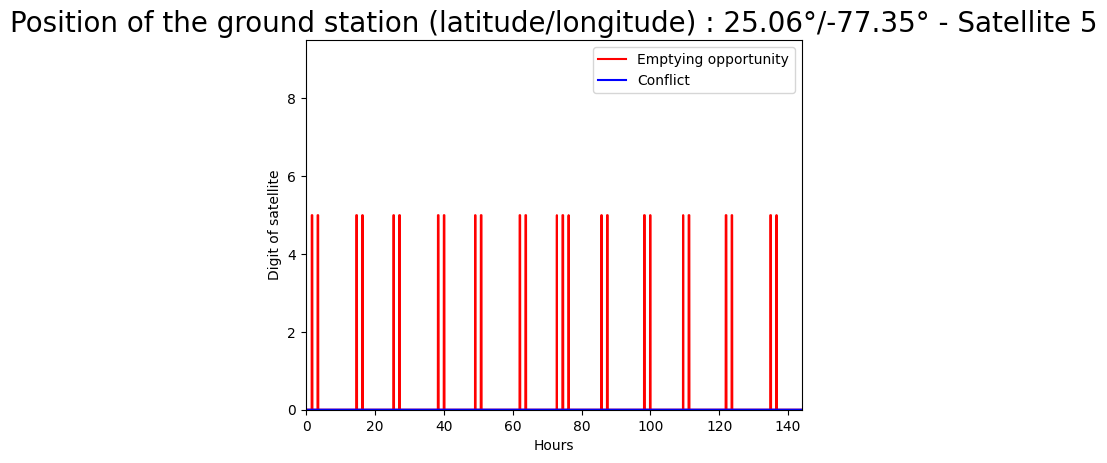 Position of the ground station (latitude/longitude) : 25.06°/-77.35° - Satellite 5
Emptying opportunity
Conflict
Digit of satellite
8
6
4
2
0
0 20 40 60 80 100 120 140
Hours